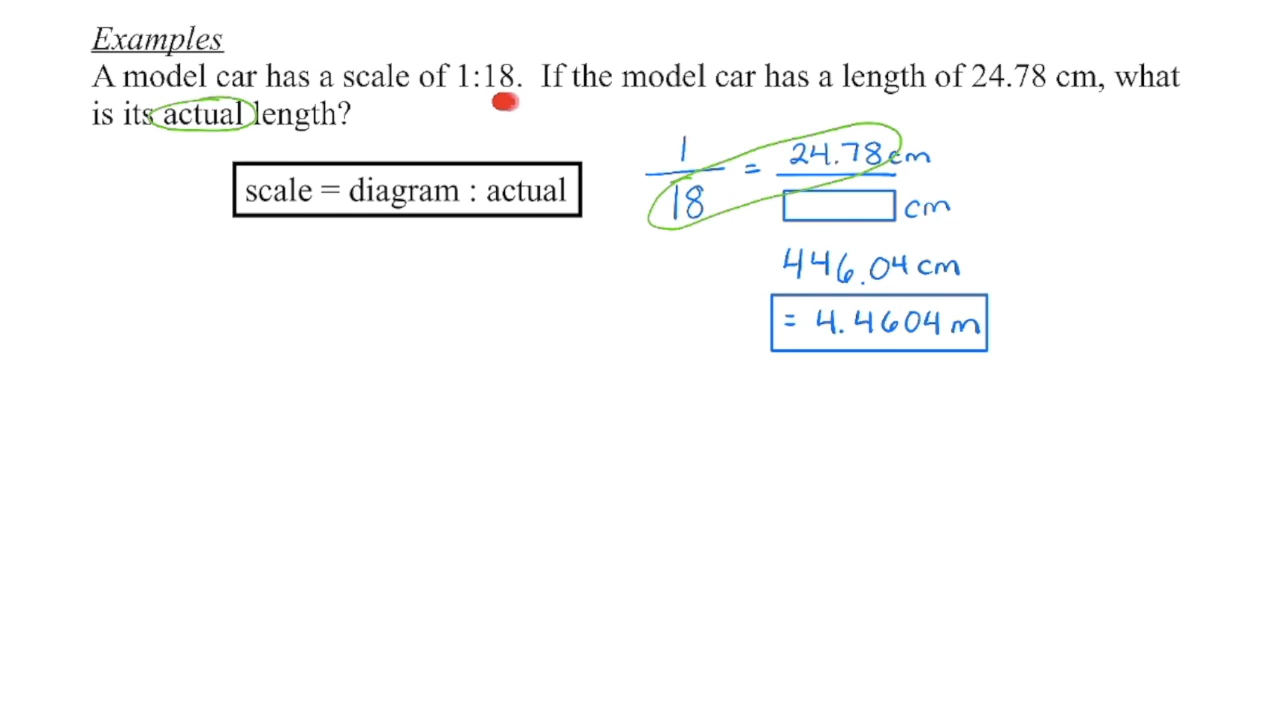 Examples
A model car has a scale of 1:18. If the model car has a length of 24.78 cm, what
is its actual length?
scale = diagram : actual
1/18 = 24.78 cm/ cm
446.04 cm
= 4.4604 m